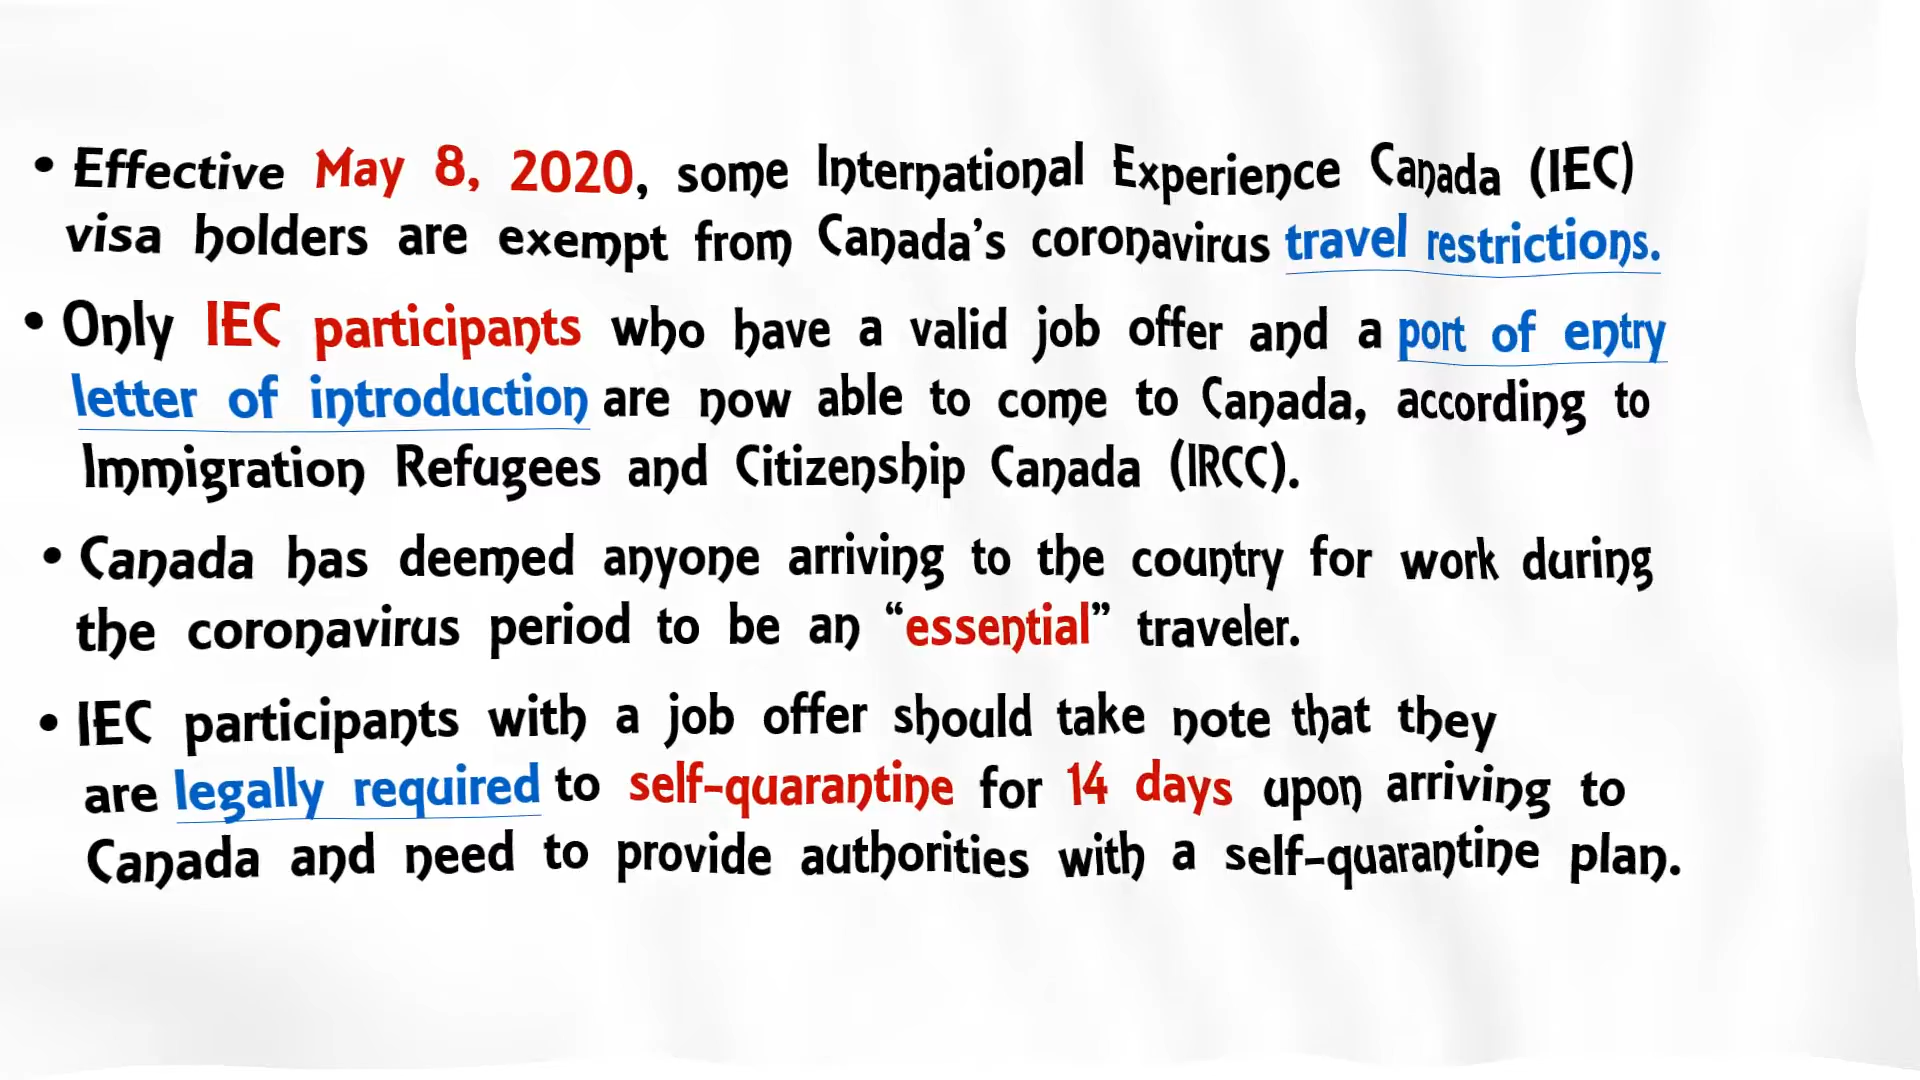 • Effective May 8, 2020, some International Experience Canada (IEC)
visa holders are exempt from Canada’s coronavirus travel restrictions.
• Only IEC participants who have a valid job offer and a port of entry
letter of introduction are now able to come to Canada, according to
Immigration Refugees and Citizenship Canada (IRCC).
• Canada has deemed anyone arriving to the country for work during
the coronavirus period to be an “essential” traveler.
• IEC participants with a job offer should take note that they
are legally required to self-quarantine for 14 days upon arriving to
Canada and need to provide authorities with a self-quarantine plan.